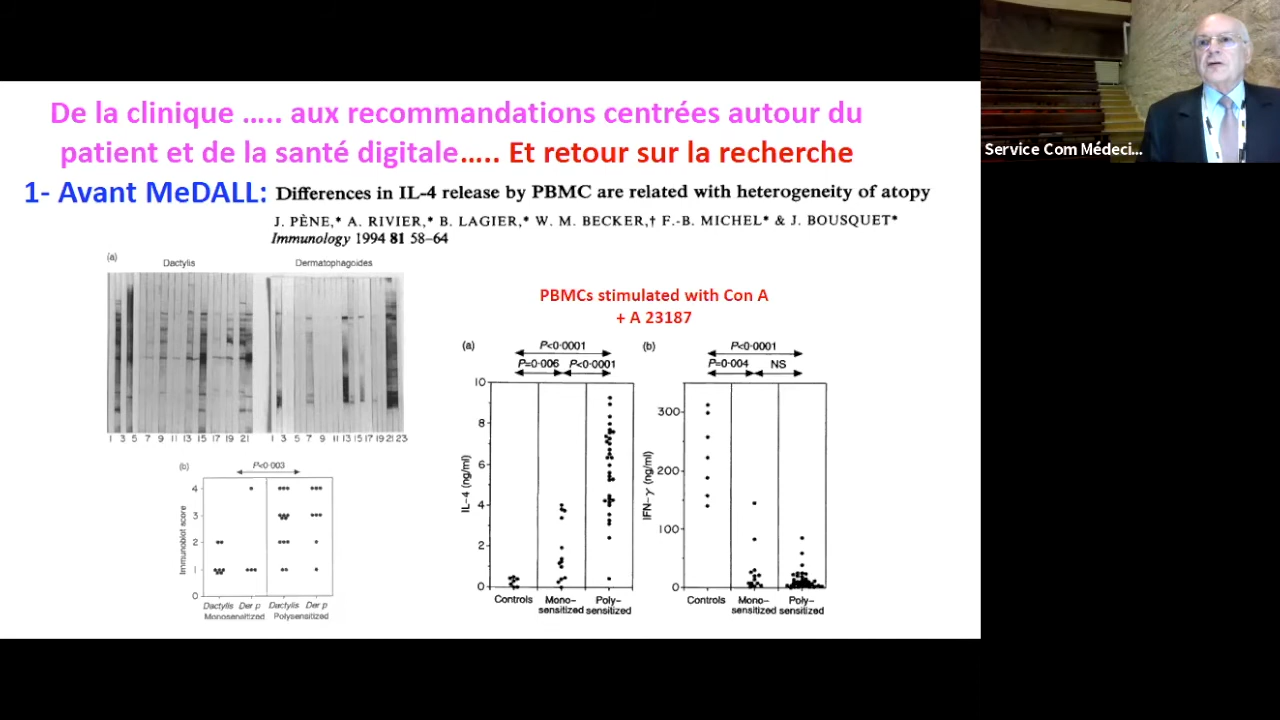 De la clinique ..... aux recommandations centrées autour du
patient et de la santé digitale..... Et retour sur la recherche
1- Avant MeDALL: Differences in IL-4 release by PBMC are related with heterogeneity of atopy
J. PÈNE,* A. RIVIER,* B. LAGIER,* W. M. BECKER,† F.-B. MICHEL* & J. BOUSQUET*
Immunology 1994 81 58–64
Service Com Médeci...
(a)
Dactylis Dermatophagoides
1 3 5 7 9 11 13 15 17 19 21 1 3 5 7 9 11 13 15 17 19 21 23
(b)
P<0·003
Immunoblot score
4
3
2
1
0
Dactylis Der p Dactylis Der p
Monosensitized Polysensitized
PBMCs stimulated with Con A
+ A 23187
(a)
P<0·0001
P=0·006 P<0·0001
IL-4 (ng/ml)
10
8
6
4
2
0
Controls Mono- Poly-
sensitized sensitized
(b)
P<0·0001
P=0·004 NS
IFN-γ (ng/ml)
300
200
100
0
Controls Mono- Poly-
sensitized sensitized